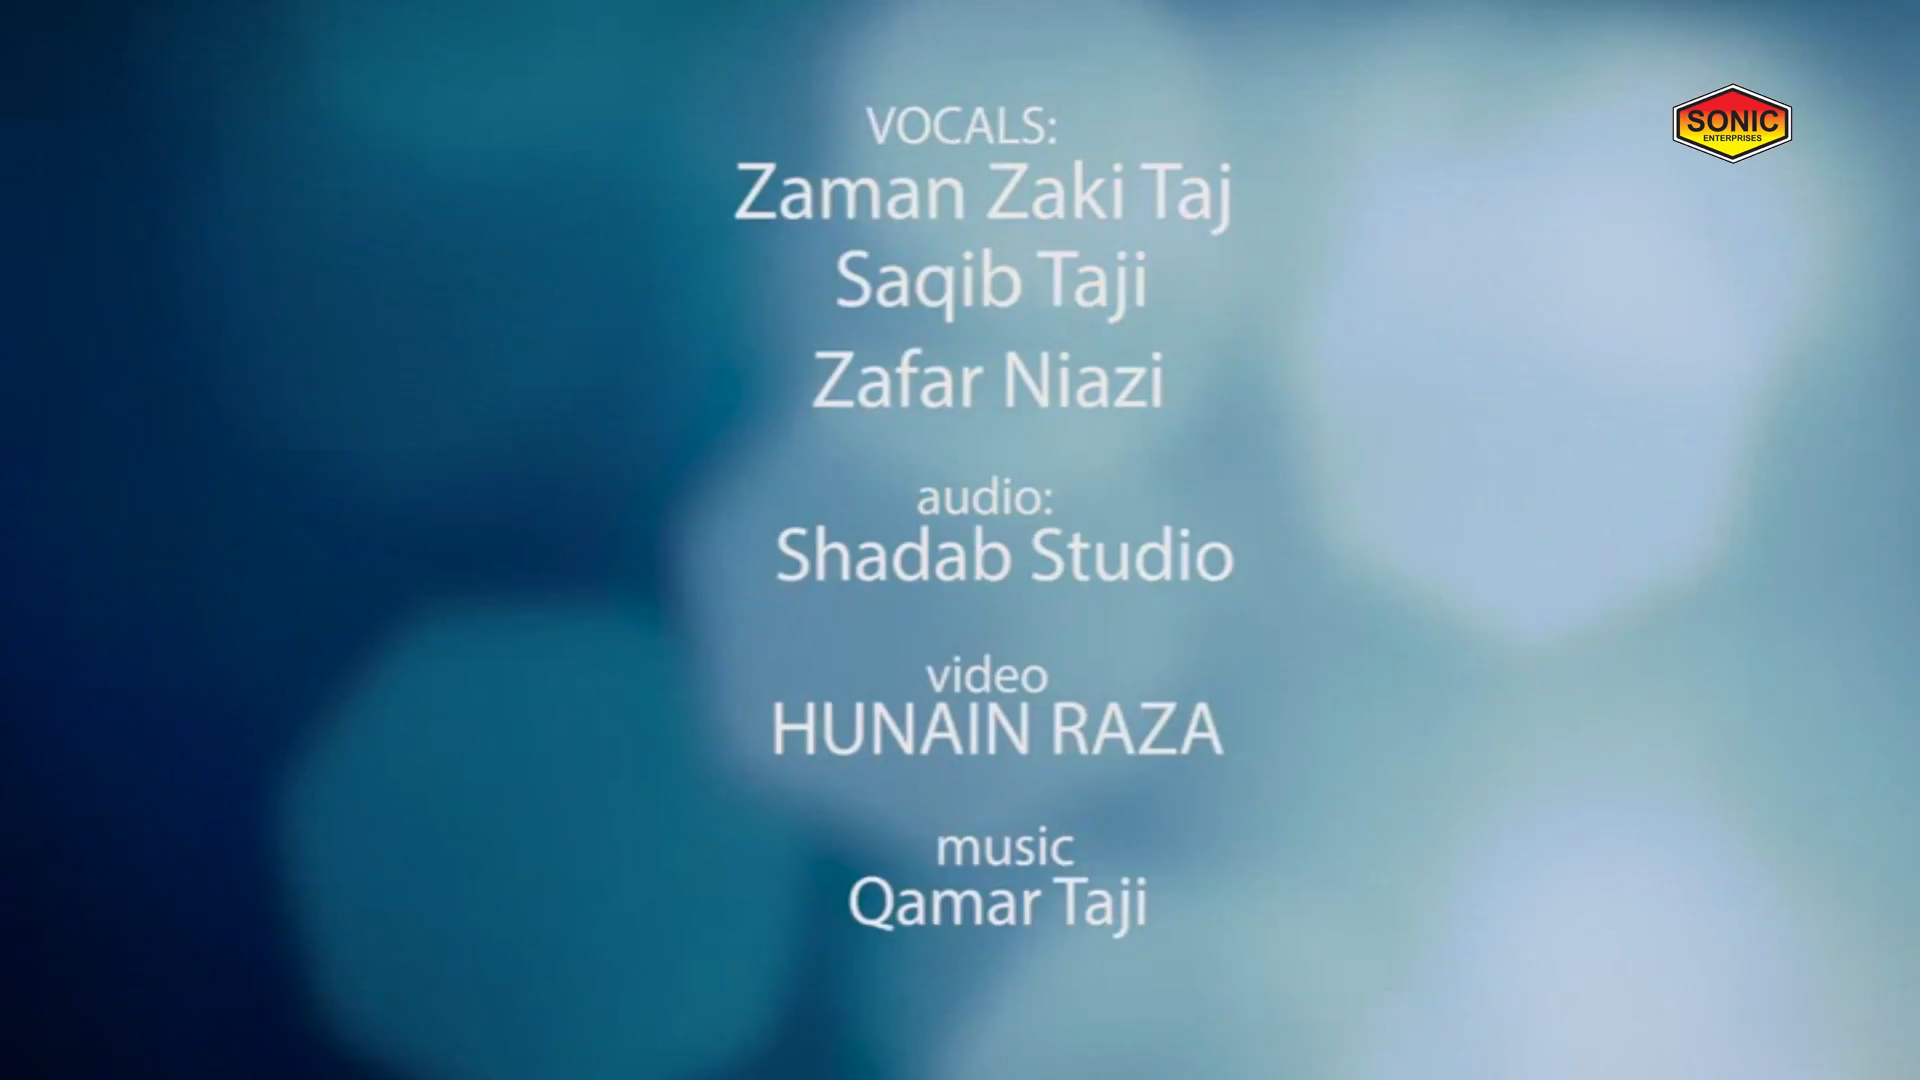 VOCALS:
Zaman Zaki Taj
Saqib Taji
Zafar Niazi
audio:
Shadab Studio
video
HUNAIN RAZA
music
Qamar Taji
SONIC
ENTERPRISES